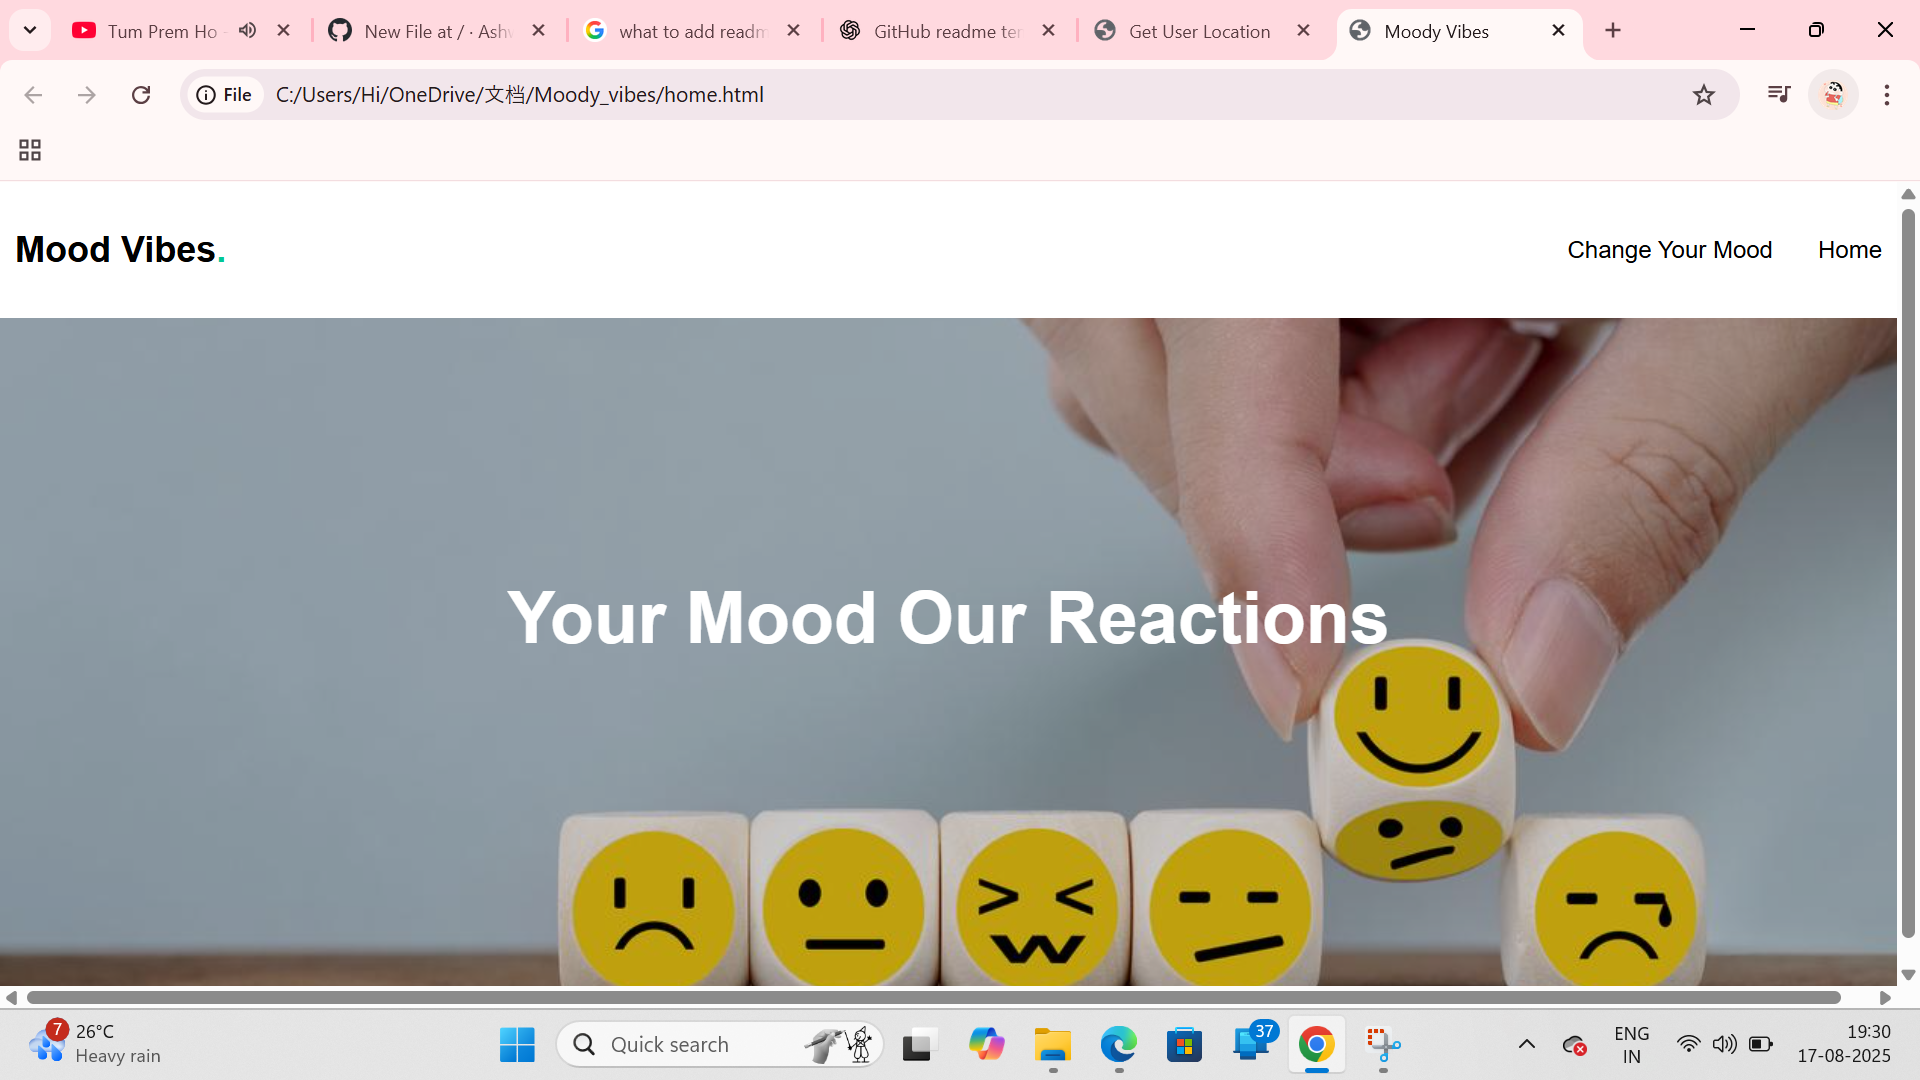 Tum Prem Ho -
New File at / · Ashw
what to add readm
GitHub readme ter
Get User Location
Moody Vibes
File
C:/Users/Hi/OneDrive/文档/Moody_vibes/home.html
Mood Vibes.
Change Your Mood
Home
Your Mood Our Reactions
7
26°C
Heavy rain
Quick search
37
ENG
IN
19:30
17-08-2025